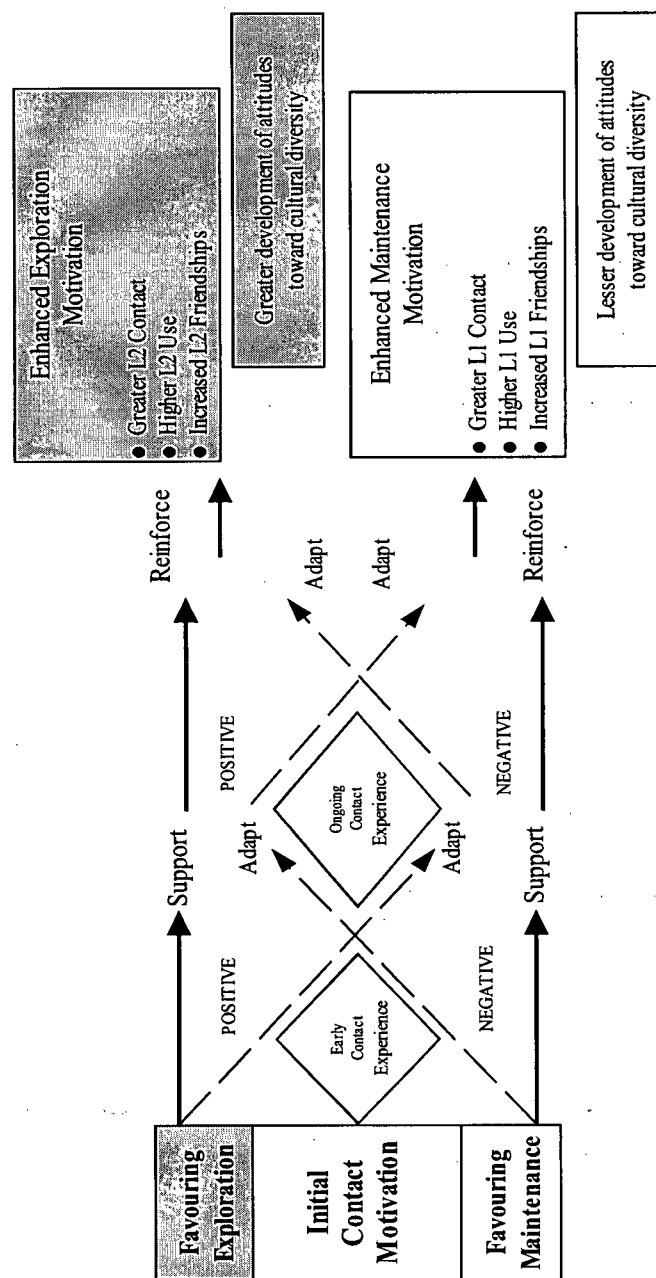 Favouring
Exploration
Initial
Contact
Motivation
Favouring
Maintenance
Early
Contact
Experience
POSITIVE
NEGATIVE
Support
Adapt
Adapt
Support
Ongoing
Contact
Experience
POSITIVE
NEGATIVE
Reinforce
Adapt
Adapt
Reinforce
Enhanced Exploration
Motivation
● Greater L2 Contact
● Higher L2 Use
● Increased L2 Friendships
Greater development of attitudes
toward cultural diversity
Enhanced Maintenance
Motivation
● Greater L1 Contact
● Higher L1 Use
● Increased L1 Friendships
Lesser development of attitudes
toward cultural diversity